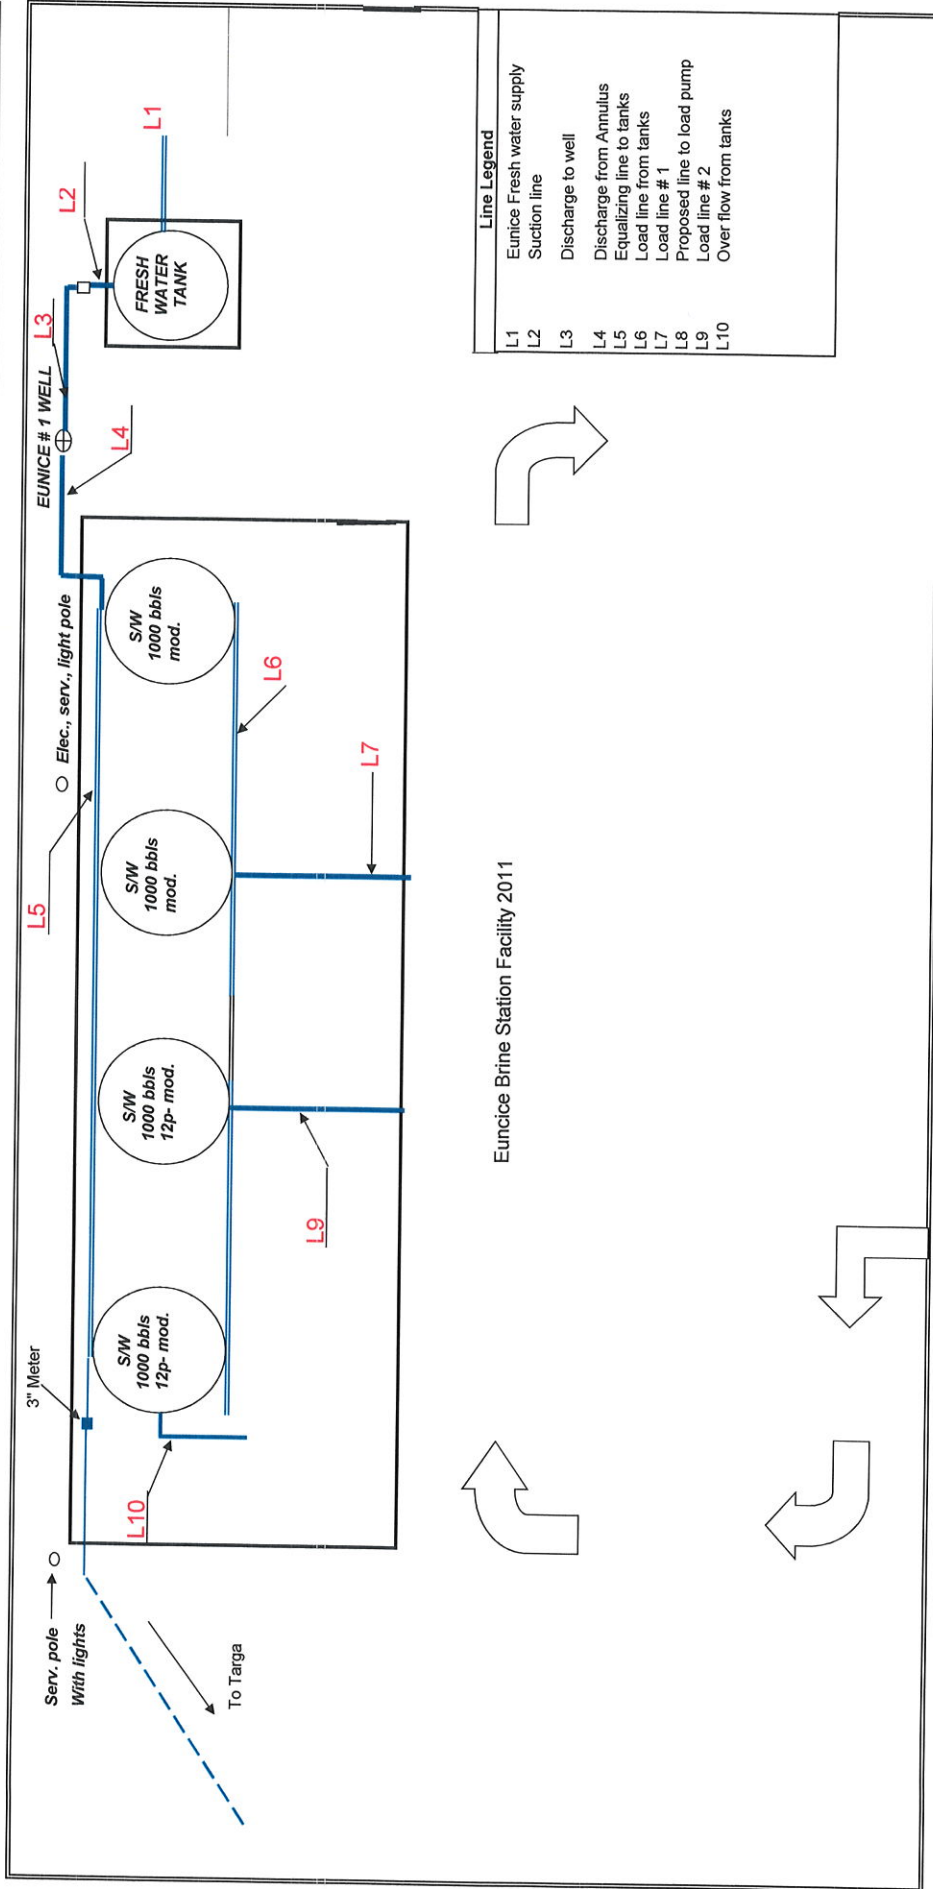 Serv. pole
With lights
3" Meter
To Targa
L10
L5
Elec., serv., light pole
EUNICE # 1 WELL
L3
L2
L1
L4
FRESH
WATER
TANK
S/W
1000 bbls
12p- mod.
S/W
1000 bbls
12p- mod.
S/W
1000 bbls
mod.
S/W
1000 bbls
mod.
L9
L7
L6
Euncice Brine Station Facility 2011
Line Legend
L1 Eunice Fresh water supply
L2 Suction line
L3 Discharge to well
L4 Discharge from Annulus
L5 Equalizing line to tanks
L6 Load line from tanks
L7 Load line # 1
L8 Proposed line to load pump
L9 Load line # 2
L10 Over flow from tanks